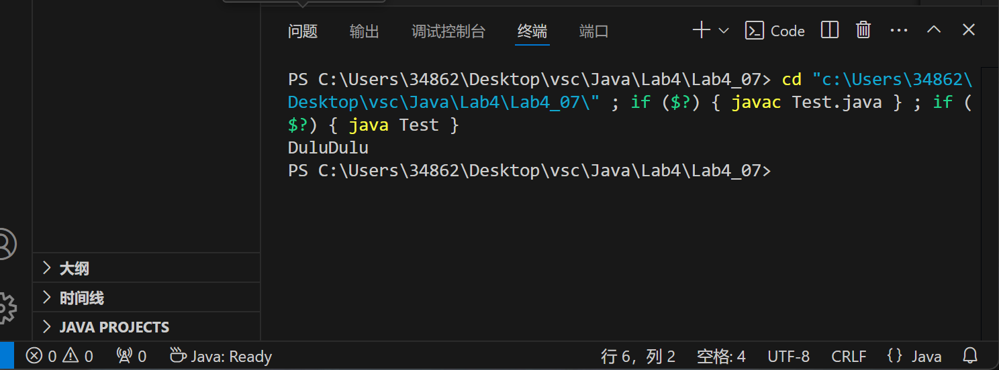 问题 输出 调试控制台 终端 端口 Code
PS C:\Users\34862\Desktop\vsc\Java\Lab4\Lab4_07> cd "c:\Users\34862\
Desktop\vsc\Java\Lab4\Lab4_07\" ; if ($?) { javac Test.java } ; if (
$?) { java Test }
DuluDulu
PS C:\Users\34862\Desktop\vsc\Java\Lab4\Lab4_07>
大纲
时间线
JAVA PROJECTS
0 0 0 Java: Ready 行 6，列 2 空格: 4 UTF-8 CRLF {} Java